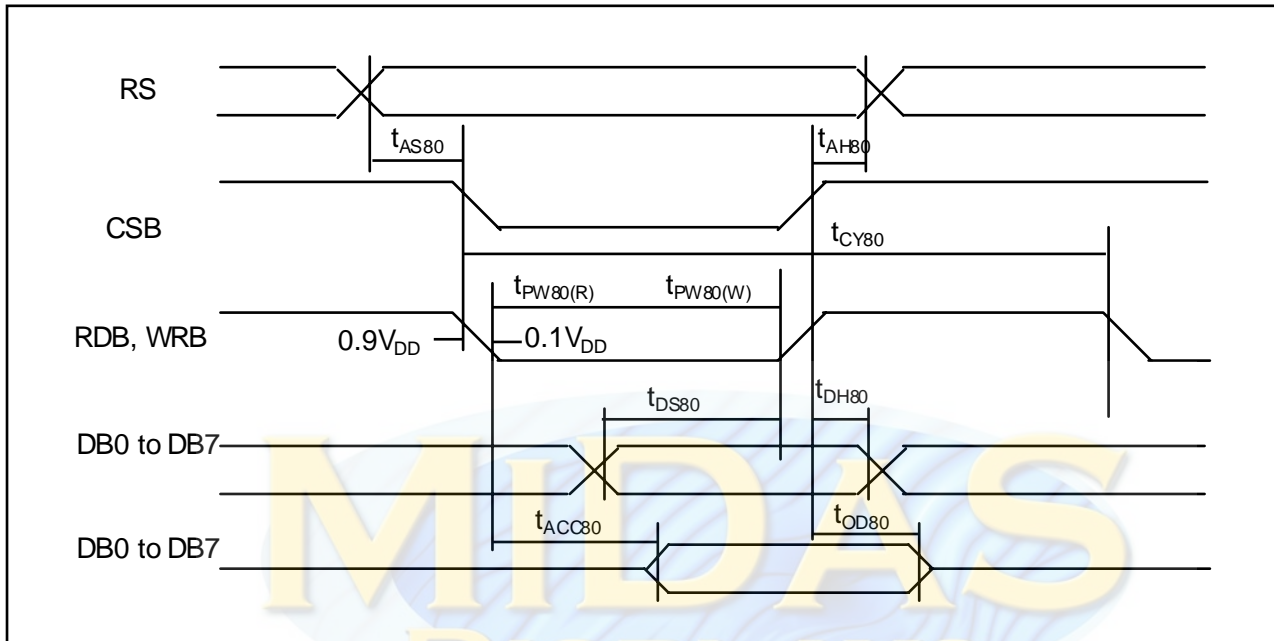 RS
tAS80
tAH80
CSB
tCY80
tPW80(R)
tPW80(W)
RDB, WRB
0.9VDD
0.1VDD
tDS80
tDH80
DB0 to DB7
MIDAS
tACC80
tOD80
DB0 to DB7